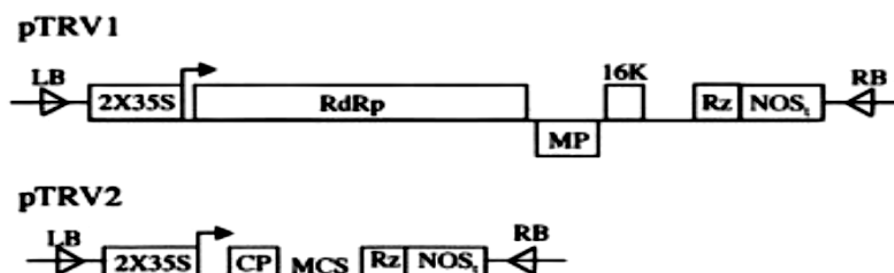 pTRV1
LB 2X35S RdRp MP 16K Rz NOSt RB
pTRV2
LB 2X35S CP MCS Rz NOSt RB